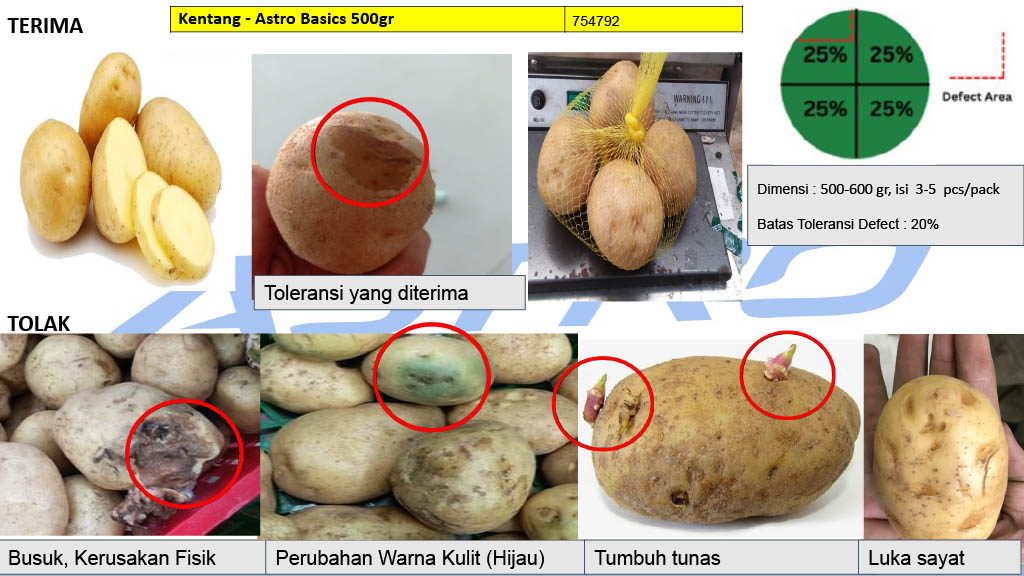 TERIMA
Kentang - Astro Basics 500gr
754792
25%
25%
25%
25%
Defect Area
WARNING!!!
Dimensi : 500-600 gr, isi 3-5 pcs/pack
Batas Toleransi Defect : 20%
Toleransi yang diterima
ASTRO
TOLAK
Busuk, Kerusakan Fisik
Perubahan Warna Kulit (Hijau)
Tumbuh tunas
Luka sayat